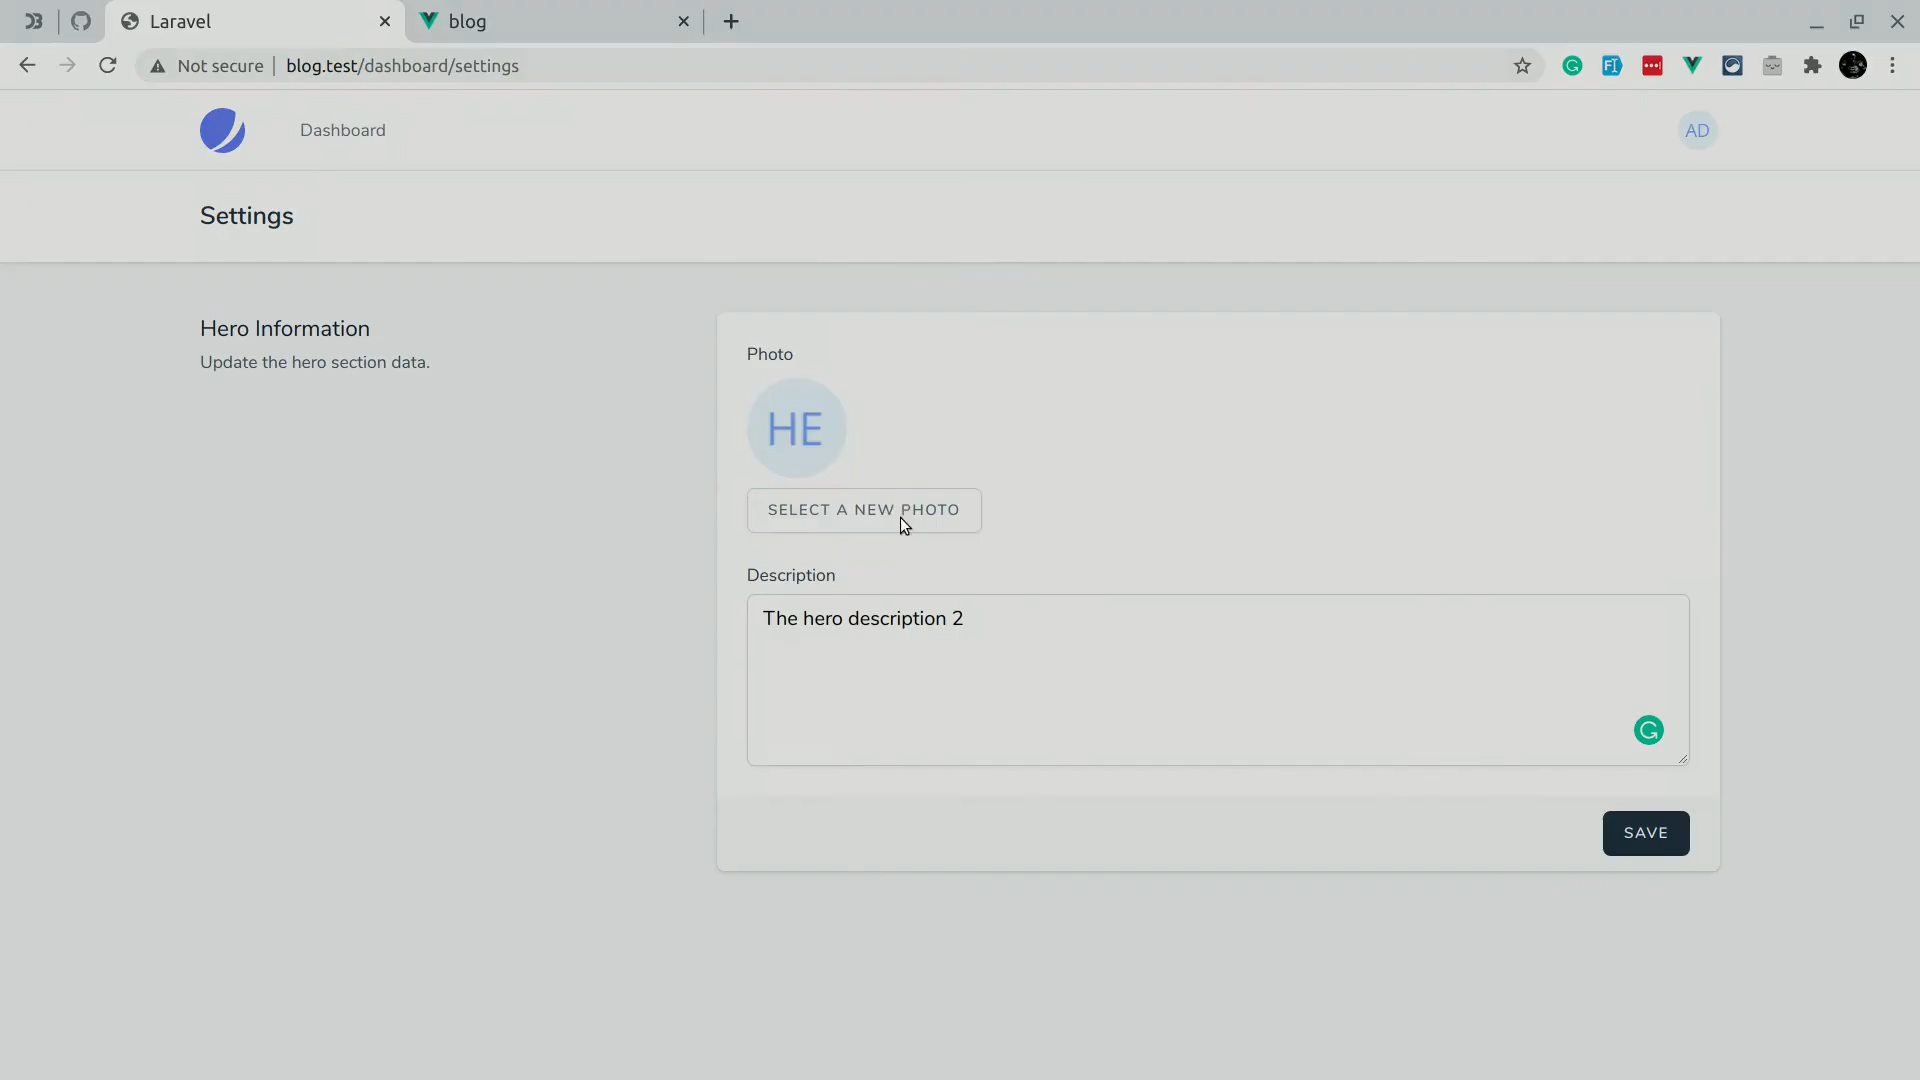 Laravel
blog
Not secure
blog.test/dashboard/settings
Dashboard
AD
Settings
Hero Information
Update the hero section data.
Photo
HE
SELECT A NEW PHOTO
Description
The hero description 2
SAVE